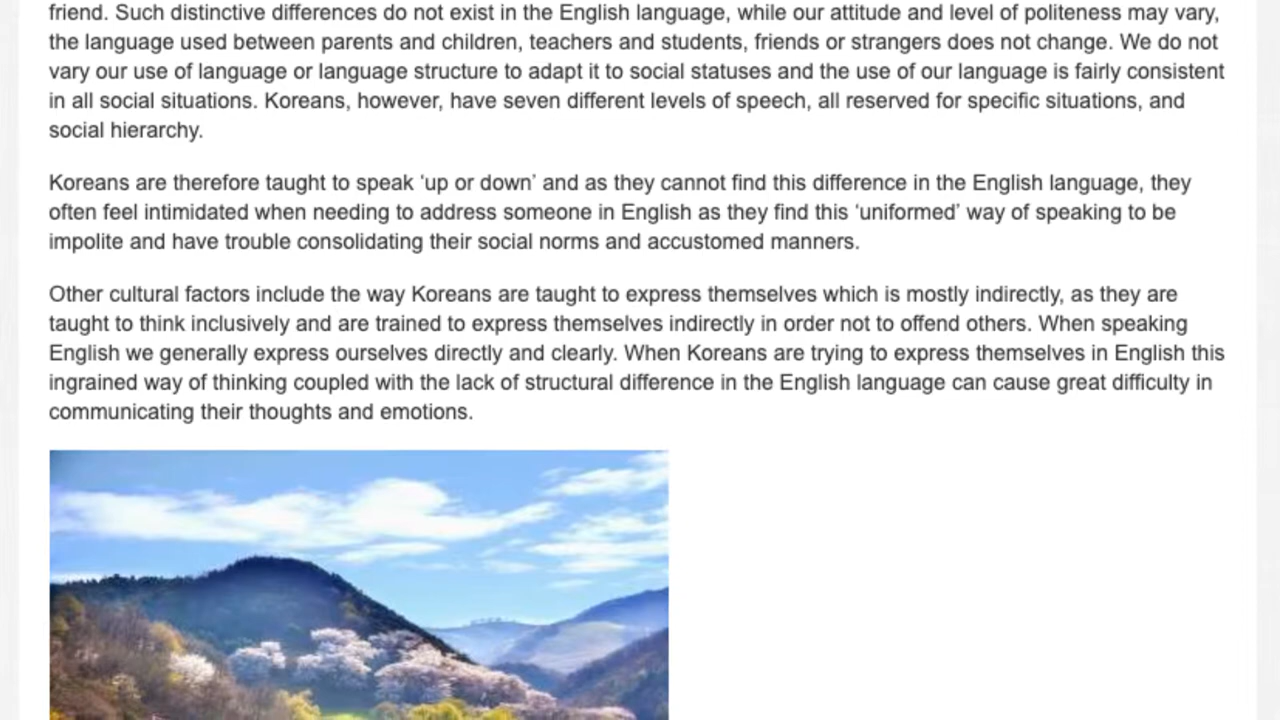 friend. Such distinctive differences do not exist in the English language, while our attitude and level of politeness may vary,
the language used between parents and children, teachers and students, friends or strangers does not change. We do not
vary our use of language or language structure to adapt it to social statuses and the use of our language is fairly consistent
in all social situations. Koreans, however, have seven different levels of speech, all reserved for specific situations, and
social hierarchy.
Koreans are therefore taught to speak ‘up or down’ and as they cannot find this difference in the English language, they
often feel intimidated when needing to address someone in English as they find this ‘uniformed’ way of speaking to be
impolite and have trouble consolidating their social norms and accustomed manners.
Other cultural factors include the way Koreans are taught to express themselves which is mostly indirectly, as they are
taught to think inclusively and are trained to express themselves indirectly in order not to offend others. When speaking
English we generally express ourselves directly and clearly. When Koreans are trying to express themselves in English this
ingrained way of thinking coupled with the lack of structural difference in the English language can cause great difficulty in
communicating their thoughts and emotions.